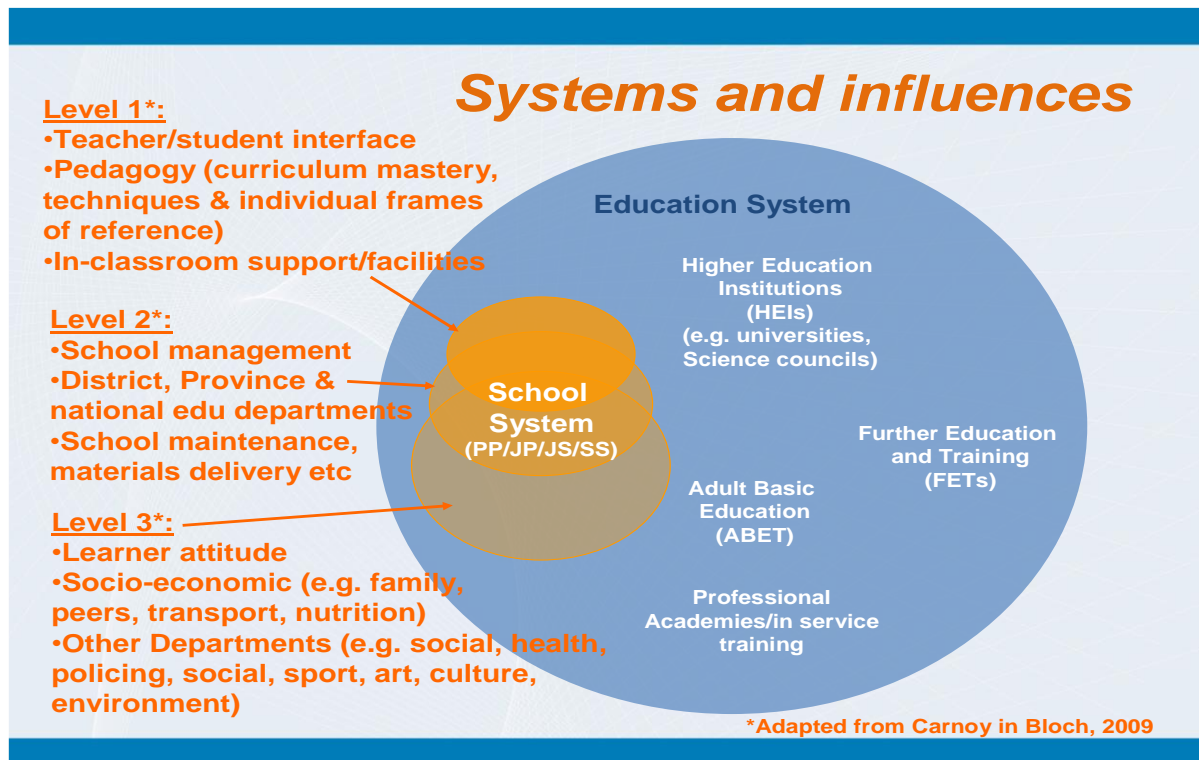 Systems and influences
Level 1*:
•Teacher/student interface
•Pedagogy (curriculum mastery,
techniques & individual frames
of reference)
•In-classroom support/facilities
Level 2*:
•School management
•District, Province &
national edu departments
•School maintenance,
materials delivery etc
Level 3*:
•Learner attitude
•Socio-economic (e.g. family,
peers, transport, nutrition)
•Other Departments (e.g. social, health,
policing, social, sport, art, culture,
environment)
Education System
Higher Education
Institutions
(HEIs)
(e.g. universities,
Science councils)
School
System
(PP/JP/JS/SS)
Further Education
and Training
(FETs)
Adult Basic
Education
(ABET)
Professional
Academies/in service
training
*Adapted from Carnoy in Bloch, 2009